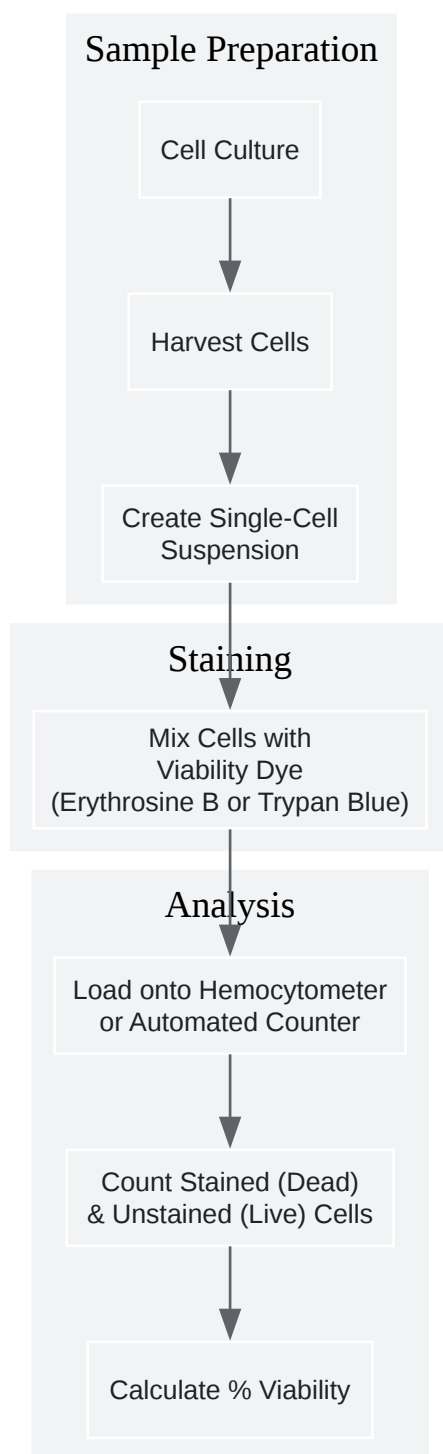 Sample Preparation
Cell Culture
Harvest Cells
Create Single-Cell
Suspension
Staining
Mix Cells with
Viability Dye
(Erythrosine B or Trypan Blue)
Analysis
Load onto Hemocytometer
or Automated Counter
Count Stained (Dead)
& Unstained (Live) Cells
Calculate % Viability